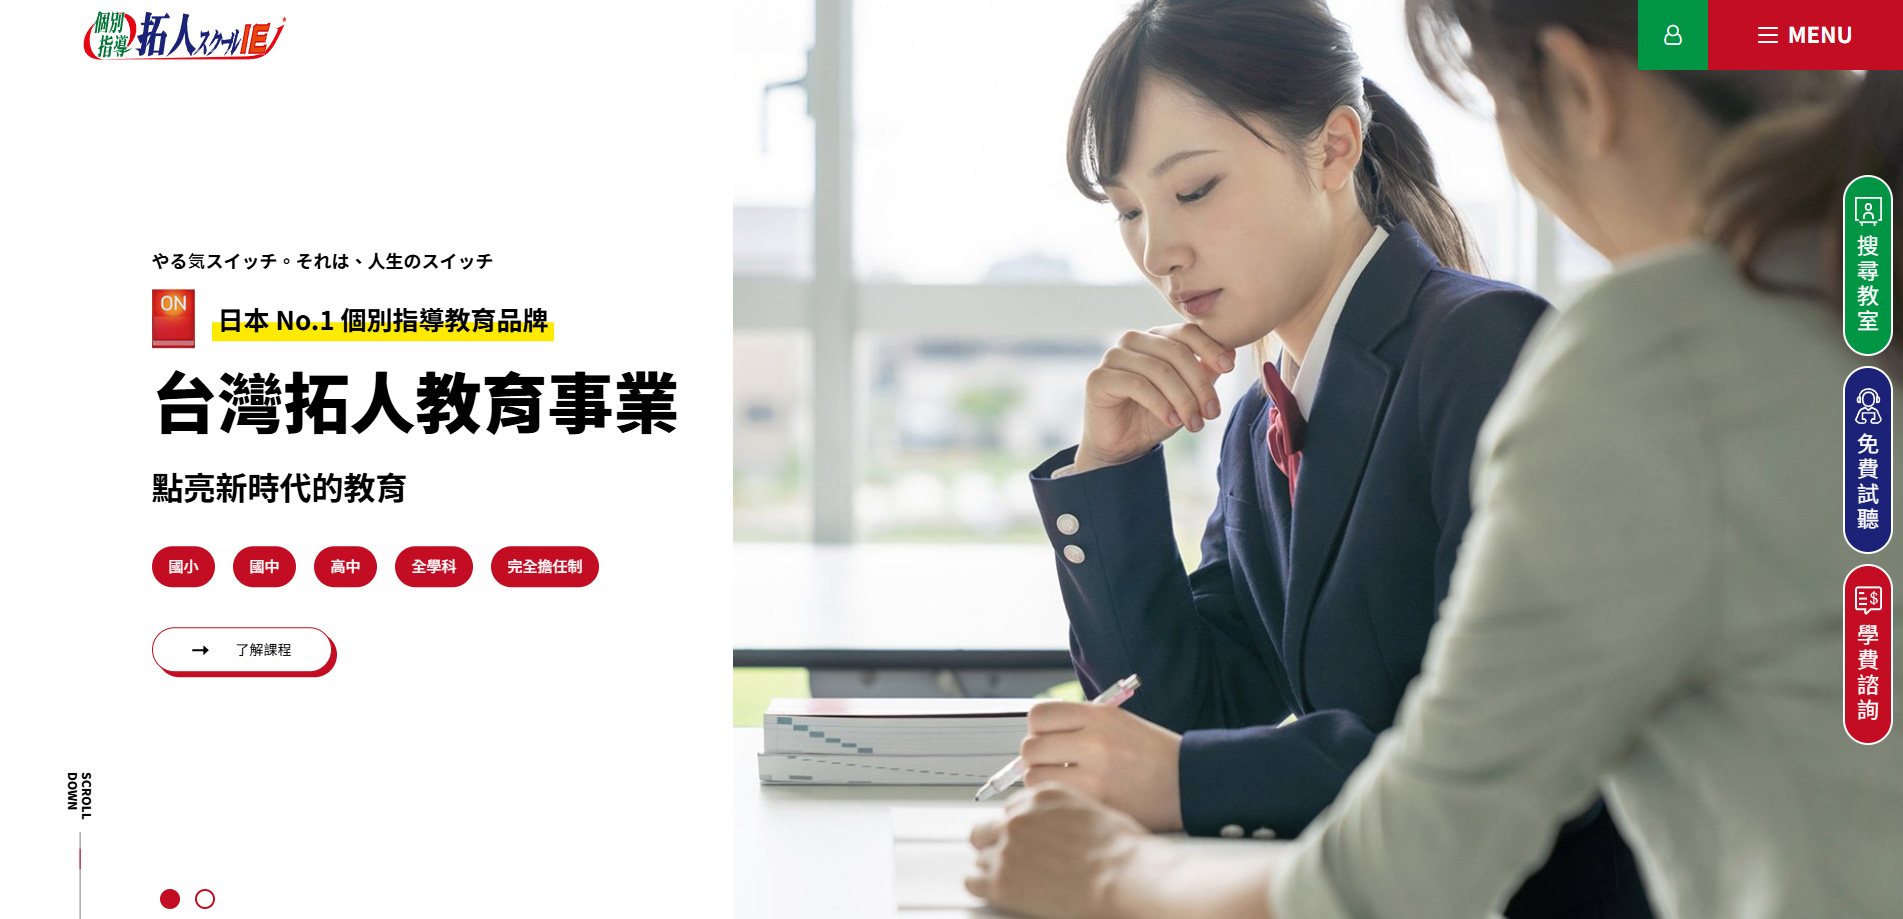 個別指導 拓人スクールIE
MENU
やる気スイッチ。それは、人生のスイッチ
ON
日本 No.1 個別指導教育品牌
台灣拓人教育事業
點亮新時代的教育
國小 國中 高中 全學科 完全擔任制
→ 了解課程
SCROLL DOWN
搜尋教室
免費試聽
學費諮詢